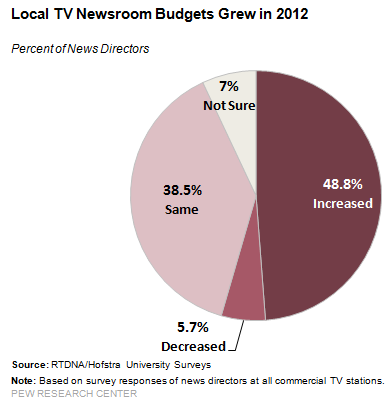 Local TV Newsroom Budgets Grew in 2012
Percent of News Directors
7%
Not Sure
48.8%
Increased
38.5%
Same
5.7%
Decreased
Source: RTDNA/Hofstra University Surveys
Note: Based on survey responses of news directors at all commercial TV stations.
PEW RESEARCH CENTER